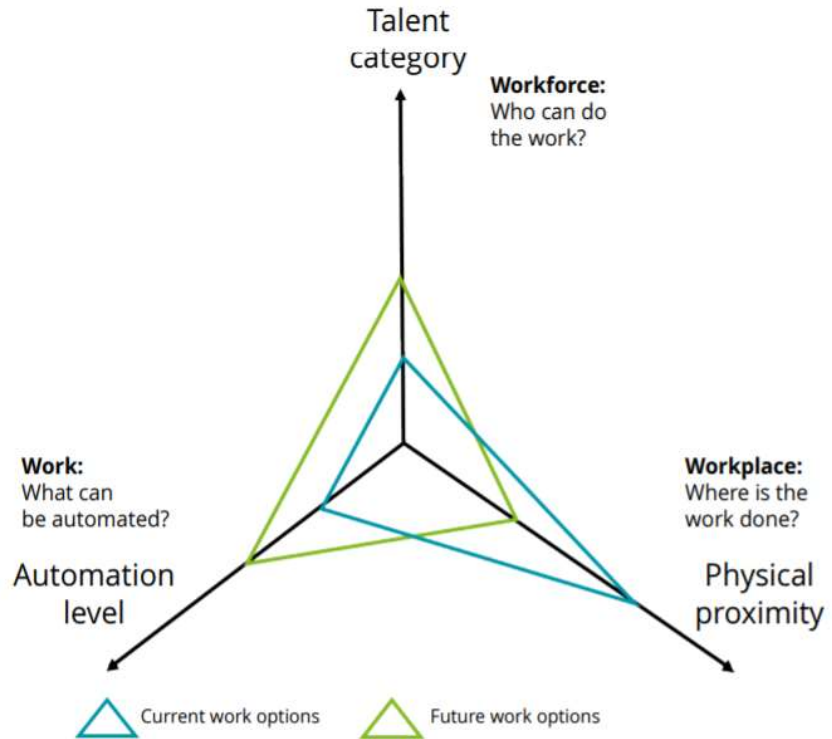 Talent
category
Workforce:
Who can do
the work?
Work:
What can
be automated?
Automation
level
Workplace:
Where is the
work done?
Physical
proximity
Current work options
Future work options